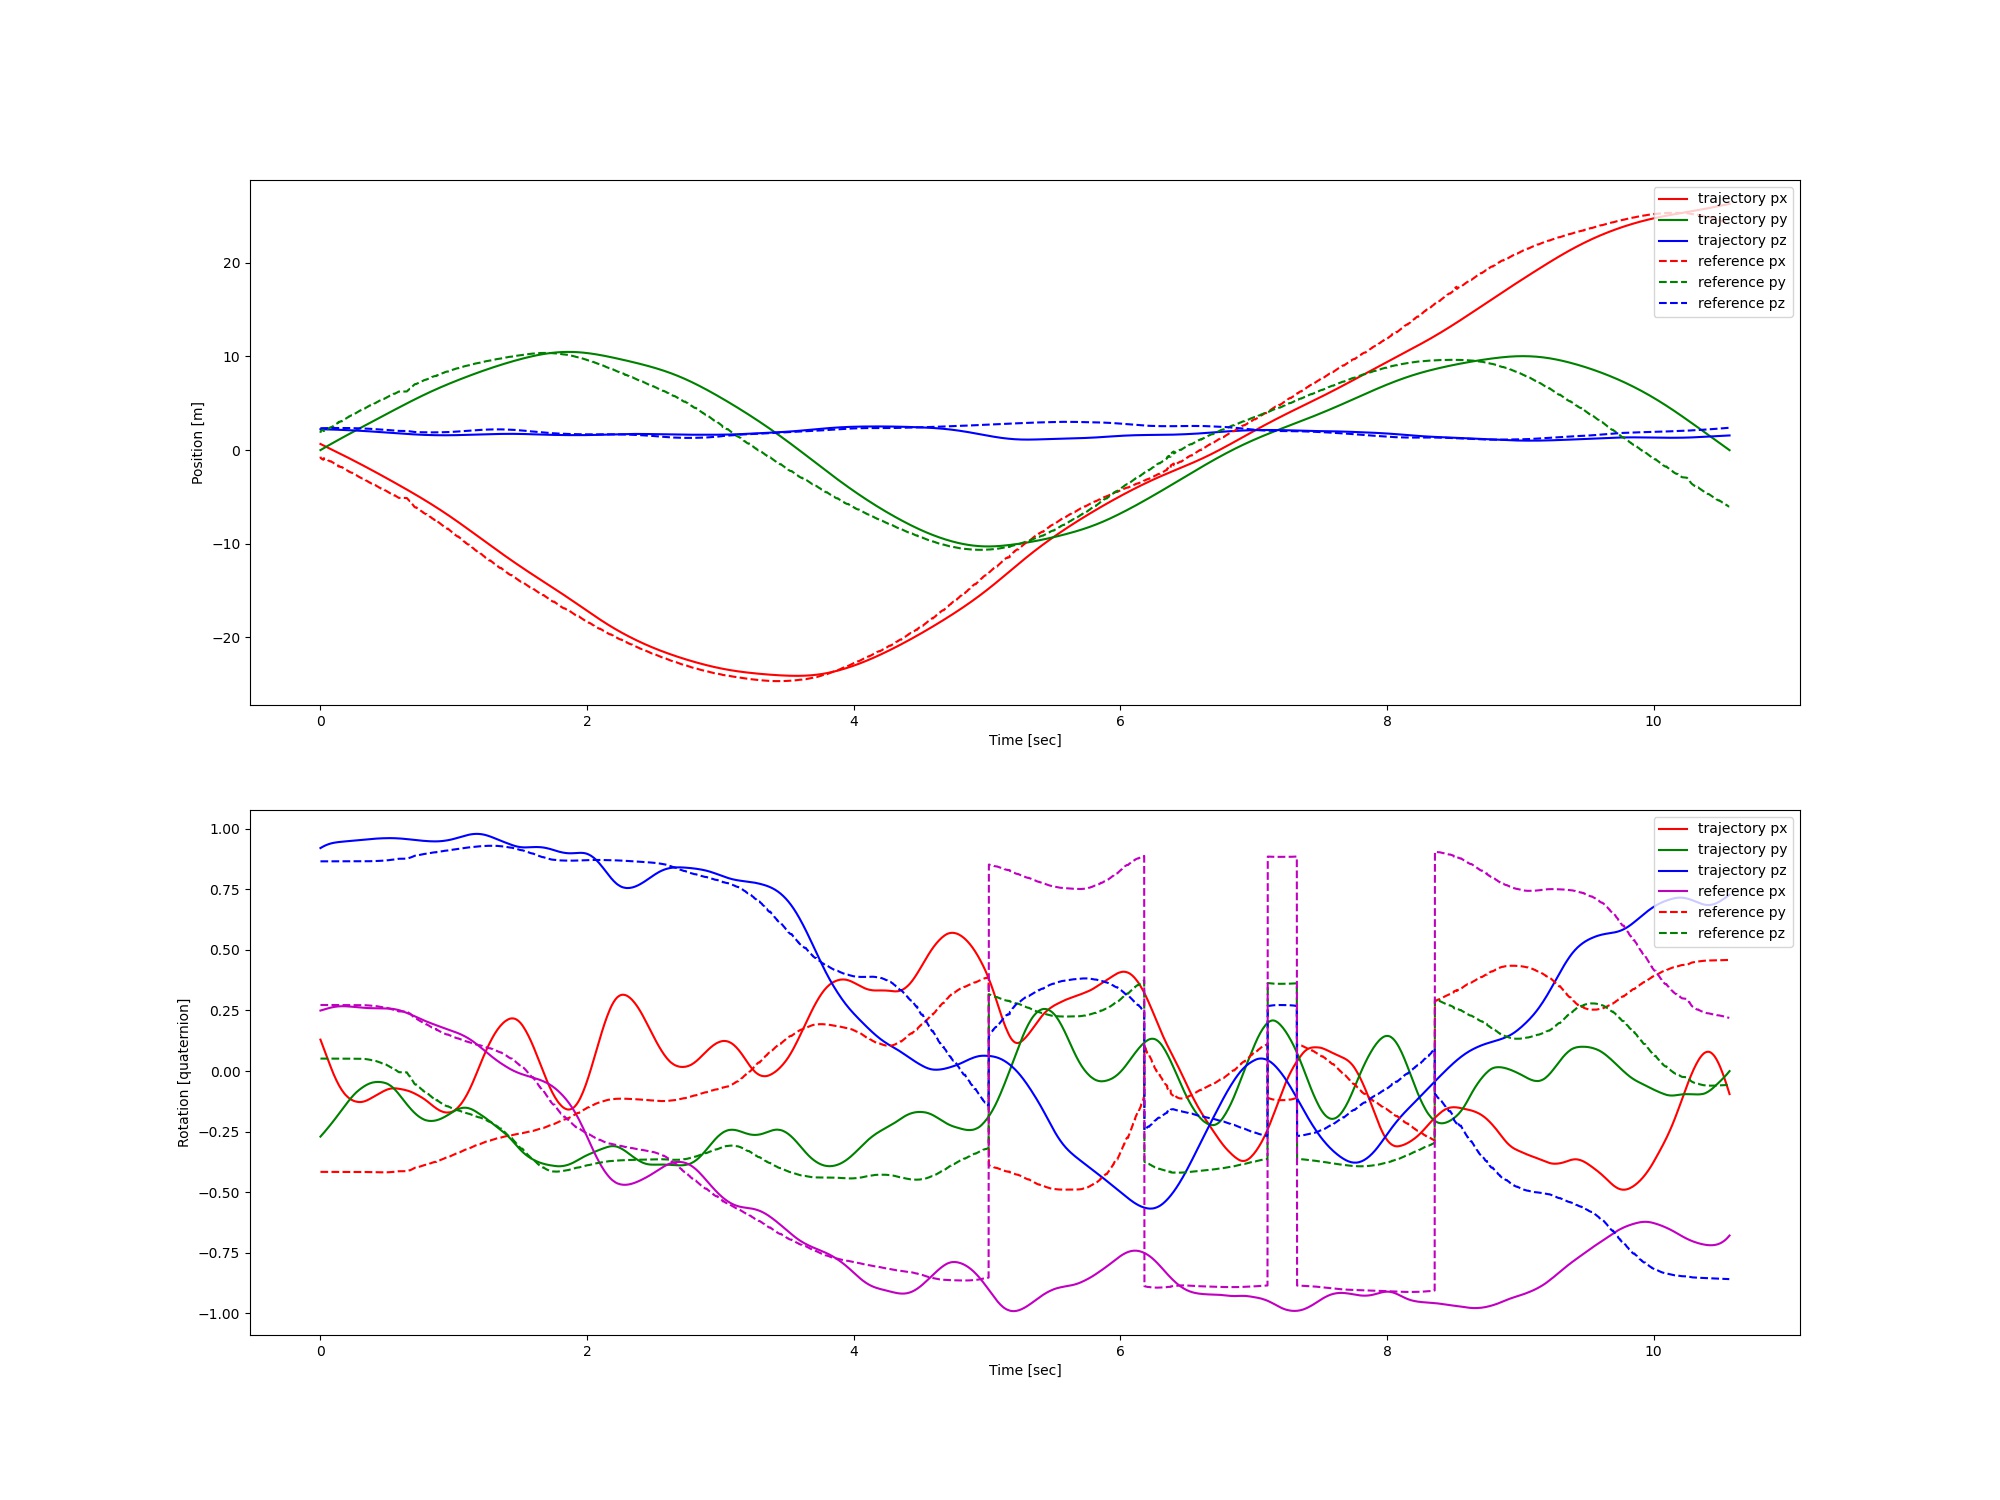 20
10
0
−10
−20
Position [m]
trajectory px
trajectory py
trajectory pz
reference px
reference py
reference pz
0 2 4 6 8 10
Time [sec]
1.00
0.75
0.50
0.25
0.00
−0.25
−0.50
−0.75
−1.00
Rotation [quaternion]
trajectory px
trajectory py
trajectory pz
reference px
reference py
reference pz
0 2 4 6 8 10
Time [sec]